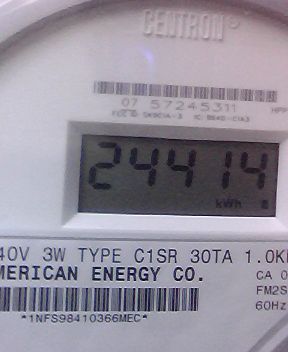 CENTRON®
07 57245311
24414
kWh
40V 3W TYPE C1SR 30TA 1.0K
MERICAN ENERGY CO.
CA 0
FM2S
60Hz
*1NFS98410366MEC*